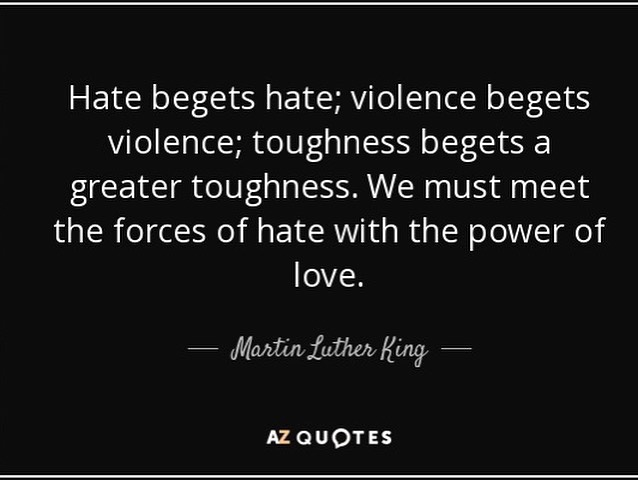 Hate begets hate; violence begets
violence; toughness begets a
greater toughness. We must meet
the forces of hate with the power of
love.
— Martin Luther King —
AZ QUOTES